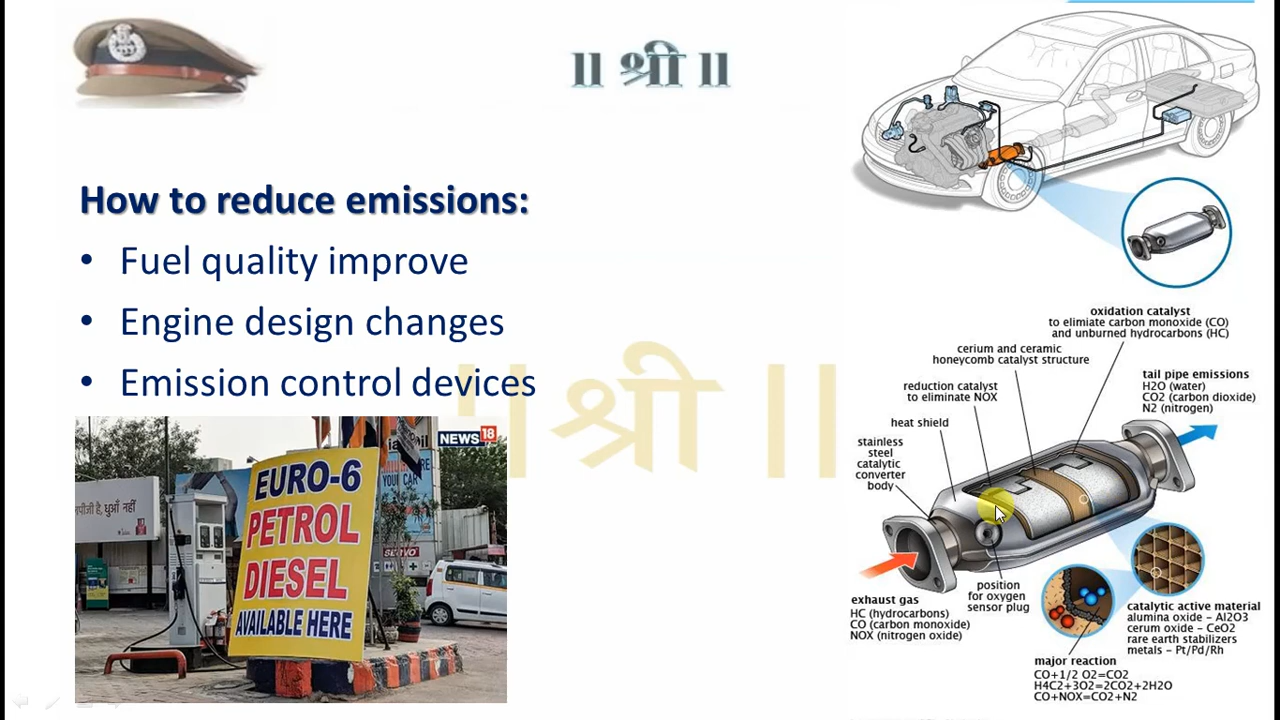 ॥ श्री ॥
How to reduce emissions:
• Fuel quality improve
• Engine design changes
• Emission control devices
॥ श्री ॥
NEWS 18
EURO-6
PETROL
DIESEL
AVAILABLE HERE
YOUR CAR
SERVO
धुआँ नहीं
oxidation catalyst
to elimiate carbon monoxide (CO)
and unburned hydrocarbons (HC)
cerium and ceramic
honeycomb catalyst structure
reduction catalyst
to eliminate NOX
heat shield
stainless
steel
catalytic
converter
body
tail pipe emissions
H2O (water)
CO2 (carbon dioxide)
N2 (nitrogen)
exhaust gas
HC (hydrocarbons)
CO (carbon monoxide)
NOX (nitrogen oxide)
position
for oxygen
sensor plug
catalytic active material
alumina oxide - Al2O3
cerum oxide - CeO2
rare earth stabilizers
metals - Pt/Pd/Rh
major reaction
CO+1/2 O2=CO2
H4C2+3O2=2CO2+2H2O
CO+NOX=CO2+N2